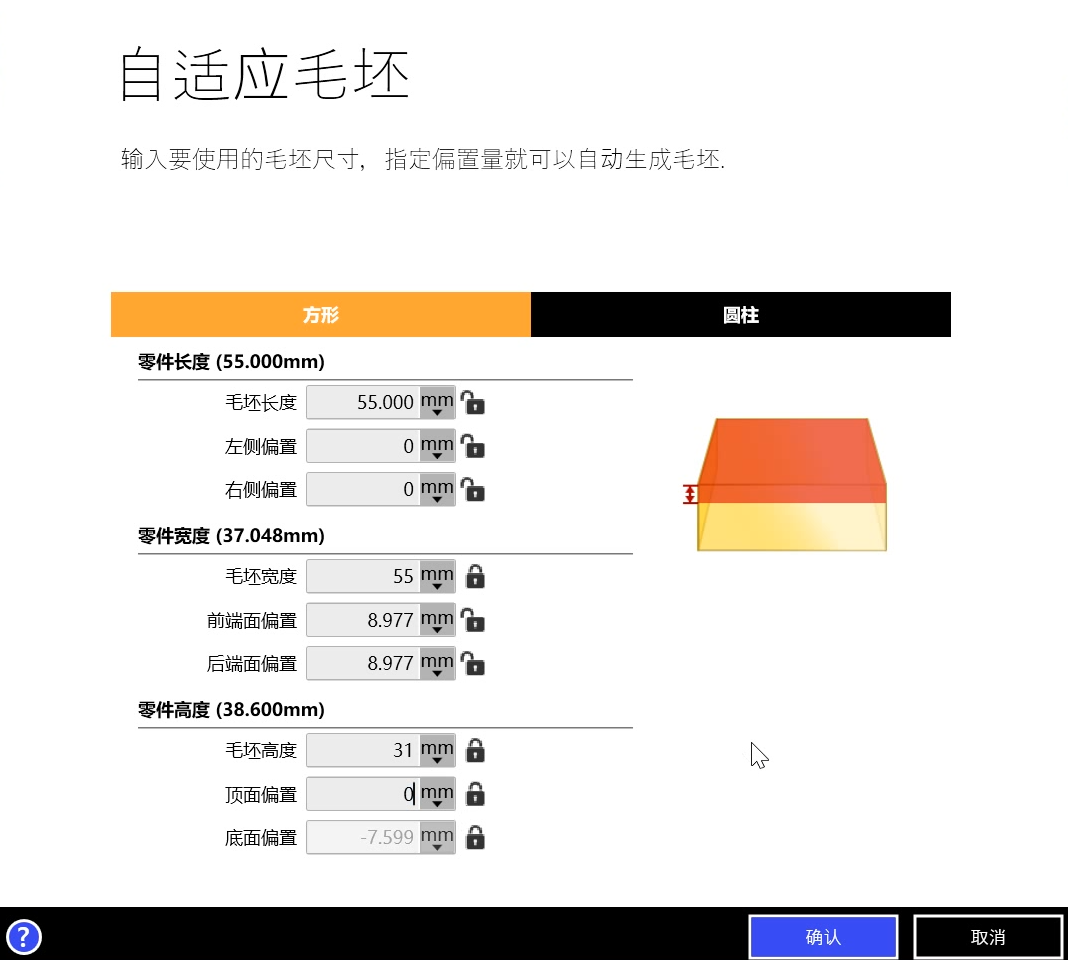 自适应毛坯
输入要使用的毛坯尺寸, 指定偏置量就可以自动生成毛坯.
方形 圆柱
零件长度 (55.000mm)
毛坯长度 55.000 mm
左侧偏置 0 mm
右侧偏置 0 mm
零件宽度 (37.048mm)
毛坯宽度 55 mm
前端面偏置 8.977 mm
后端面偏置 8.977 mm
零件高度 (38.600mm)
毛坯高度 31 mm
顶面偏置 0 mm
底面偏置 -7.599 mm
? 确认 取消